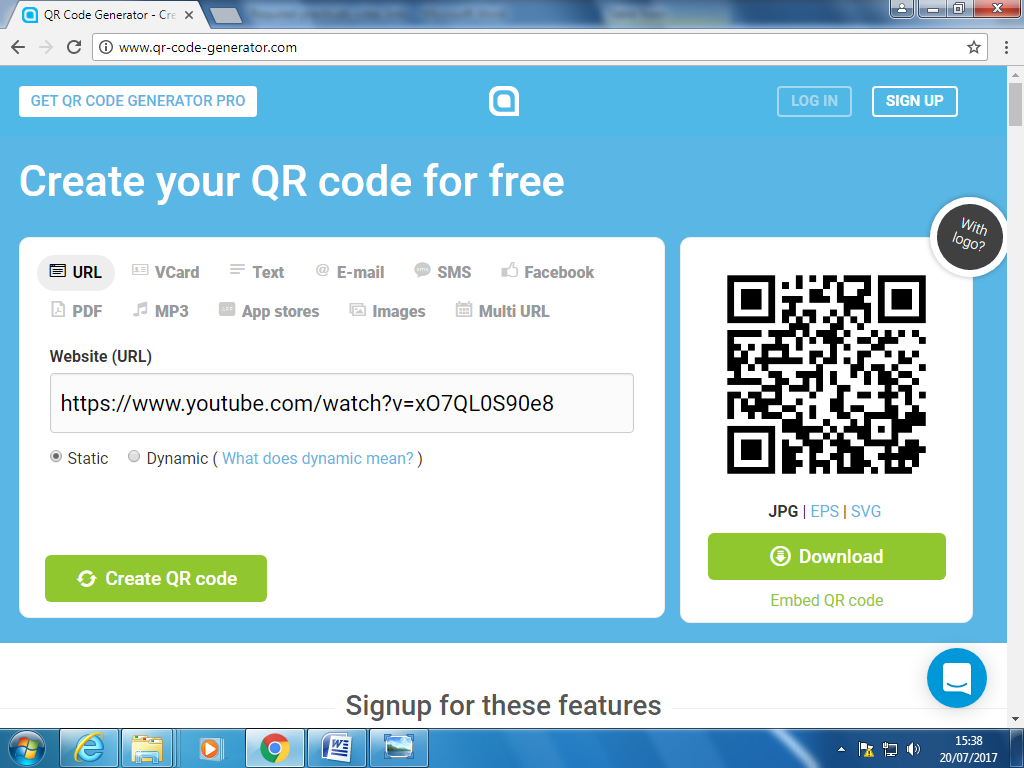 QR Code Generator - Cre
www.qr-code-generator.com
GET QR CODE GENERATOR PRO
LOG IN
SIGN UP
Create your QR code for free
With
logo?
URL VCard Text E-mail SMS Facebook
PDF MP3 App stores Images Multi URL
Website (URL)
https://www.youtube.com/watch?v=xO7QL0S90e8
Static Dynamic ( What does dynamic mean? )
Create QR code
JPG | EPS | SVG
Download
Embed QR code
Signup for these features
15:38
20/07/2017